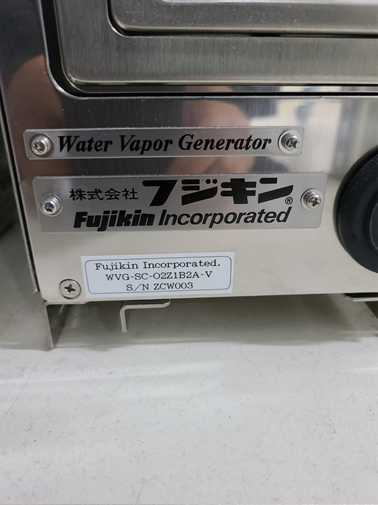 Water Vapor Generator
株式会社 フジキン®
Fujikin Incorporated
Fujikin Incorporated.
WVG-SC-02Z1B2A-V
S/N ZCW003